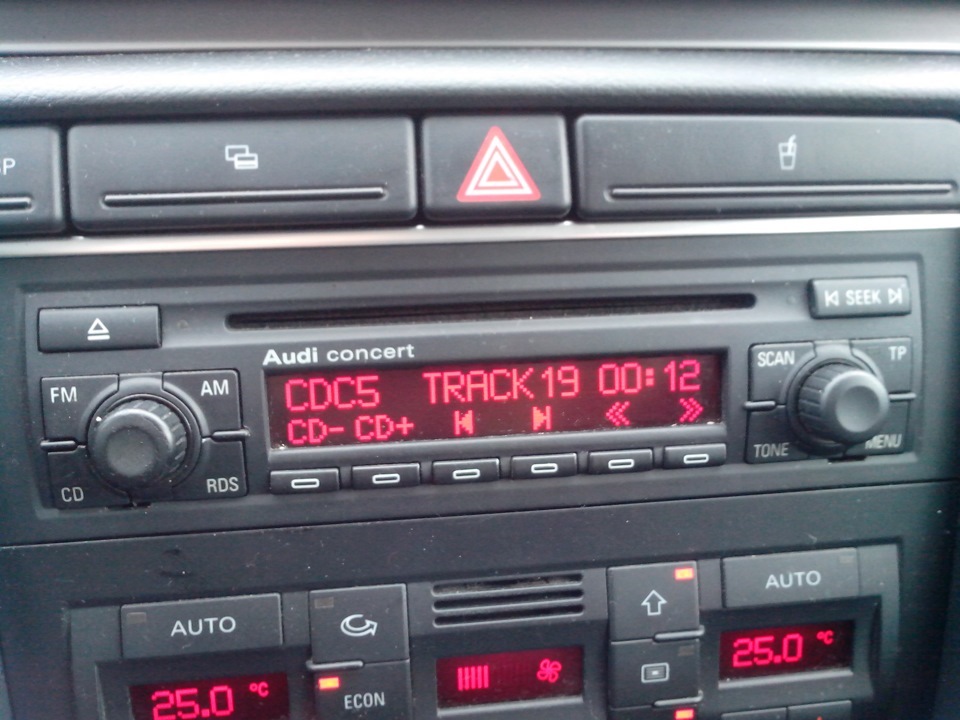 SP
SEEK
Audi concert
FM
AM
CD
RDS
CDC5 TRACK19 00:12
CD- CD+
SCAN
TP
TONE
MENU
AUTO
AUTO
ECON
25.0 °C
25.0 °C